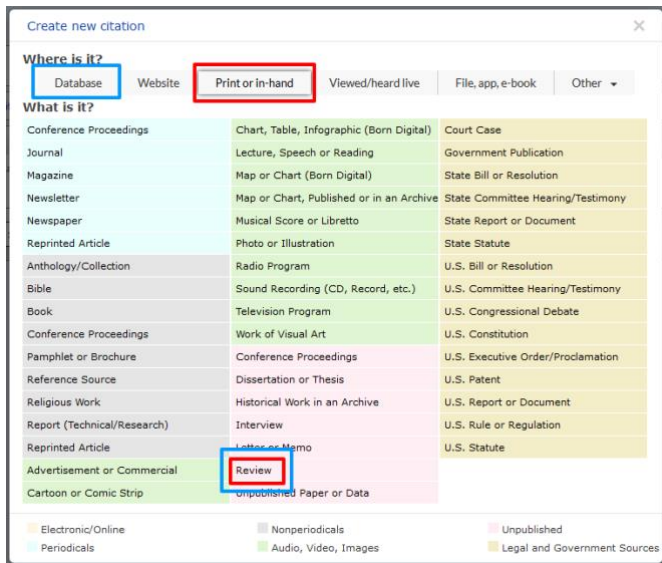 Create new citation
Where is it?
Database Website Print or in-hand Viewed/heard live File, app, e-book Other
What is it?
Conference Proceedings Chart, Table, Infographic (Born Digital) Court Case
Journal Lecture, Speech or Reading Government Publication
Magazine Map or Chart (Born Digital) State Bill or Resolution
Newsletter Map or Chart, Published or in an Archive State Committee Hearing/Testimony
Newspaper Musical Score or Libretto State Report or Document
Reprinted Article Photo or Illustration State Statute
Anthology/Collection Radio Program U.S. Bill or Resolution
Bible Sound Recording (CD, Record, etc.) U.S. Committee Hearing/Testimony
Book Television Program U.S. Congressional Debate
Conference Proceedings Work of Visual Art U.S. Constitution
Pamphlet or Brochure Conference Proceedings U.S. Executive Order/Proclamation
Reference Source Dissertation or Thesis U.S. Patent
Religious Work Historical Work in an Archive U.S. Report or Document
Report (Technical/Research) Interview U.S. Rule or Regulation
Reprinted Article Letter or Memo U.S. Statute
Advertisement or Commercial Review
Cartoon or Comic Strip Unpublished Paper or Data
Electronic/Online Nonperiodicals Unpublished
Periodicals Audio, Video, Images Legal and Government Sources